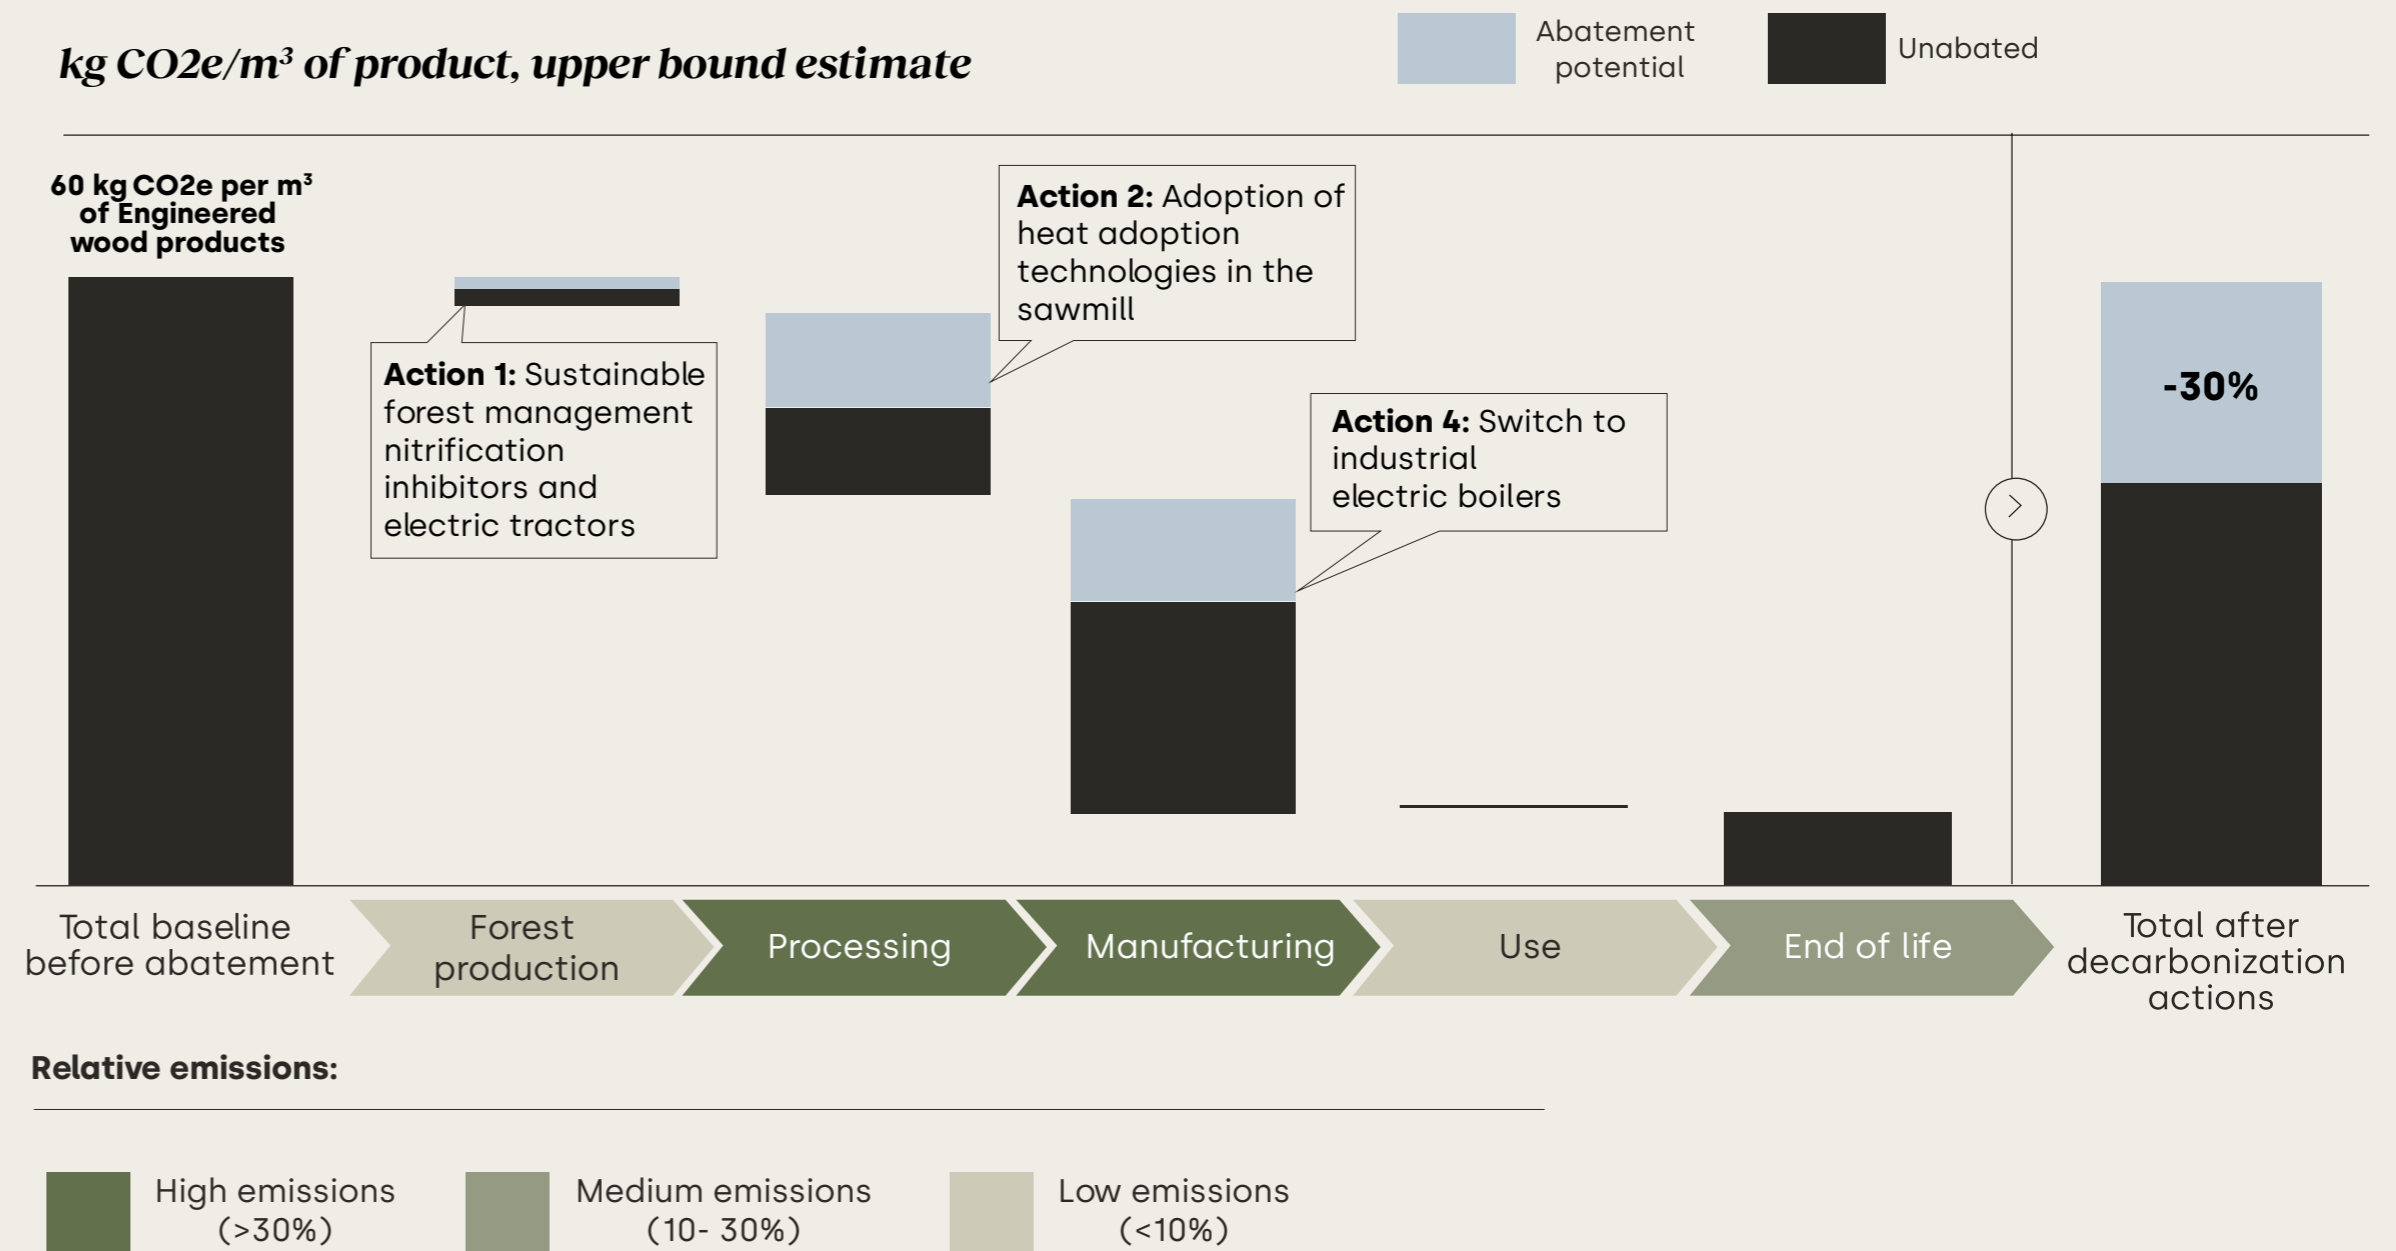 kg CO2e/m³ of product, upper bound estimate
Abatement
potential
Unabated
60 kg CO2e per m³
of Engineered
wood products
Action 1: Sustainable
forest management
nitrification
inhibitors and
electric tractors
Action 2: Adoption of
heat adoption
technologies in the
sawmill
Action 4: Switch to
industrial
electric boilers
-30%
Total baseline
before abatement
Forest
production
Processing
Manufacturing
Use
End of life
Total after
decarbonization
actions
Relative emissions:
High emissions
(>30%)
Medium emissions
(10- 30%)
Low emissions
(<10%)